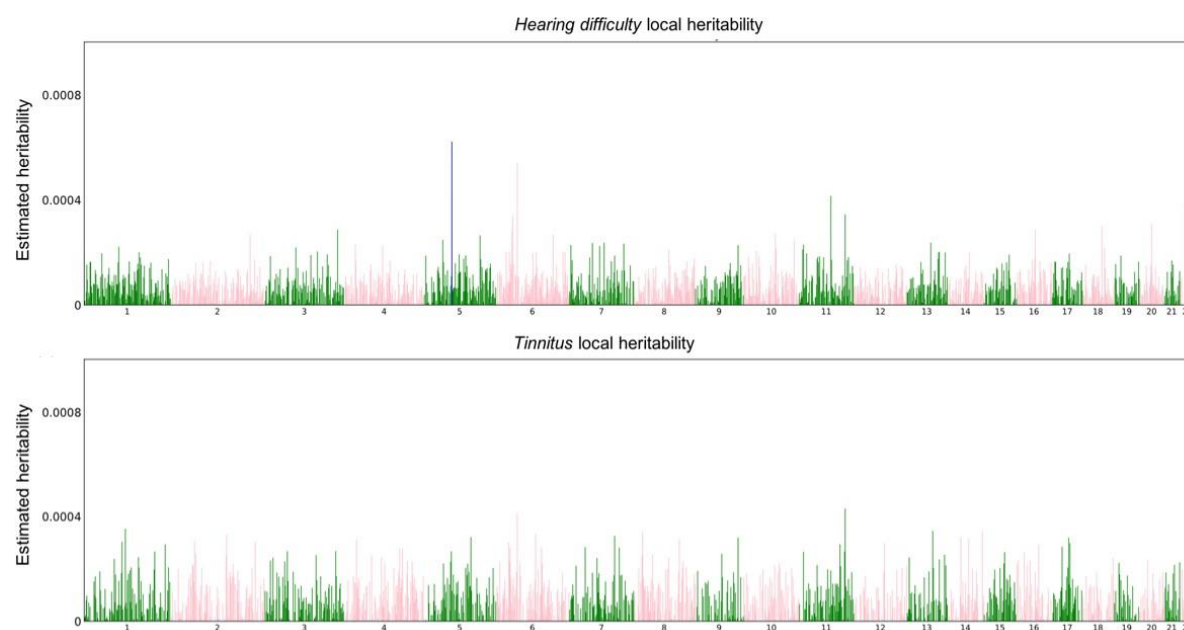 Hearing difficulty local heritability
Estimated heritability
0.0008
0.0004
0
1 2 3 4 5 6 7 8 9 10 11 12 13 14 15 16 17 18 19 20 21
Tinnitus local heritability
Estimated heritability
0.0008
0.0004
0
1 2 3 4 5 6 7 8 9 10 11 12 13 14 15 16 17 18 19 20 21